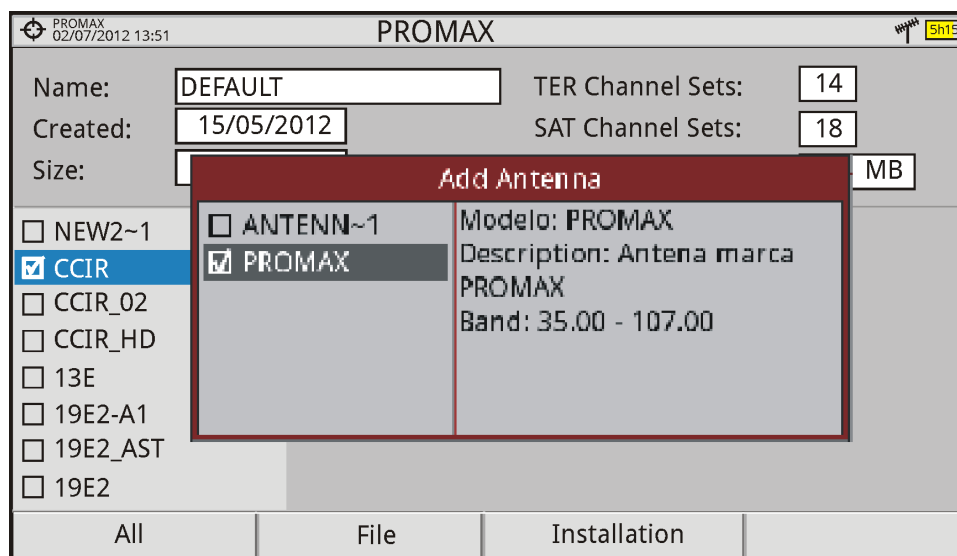 PROMAX
02/07/2012 13:51
PROMAX
5h15
Name:
DEFAULT
TER Channel Sets:
14
Created:
15/05/2012
SAT Channel Sets:
18
Size:
MB
Add Antenna
ANTENN~1
PROMAX
Modelo: PROMAX
Description: Antena marca
PROMAX
Band: 35.00 - 107.00
NEW2~1
CCIR
CCIR_02
CCIR_HD
13E
19E2-A1
19E2_AST
19E2
All
File
Installation